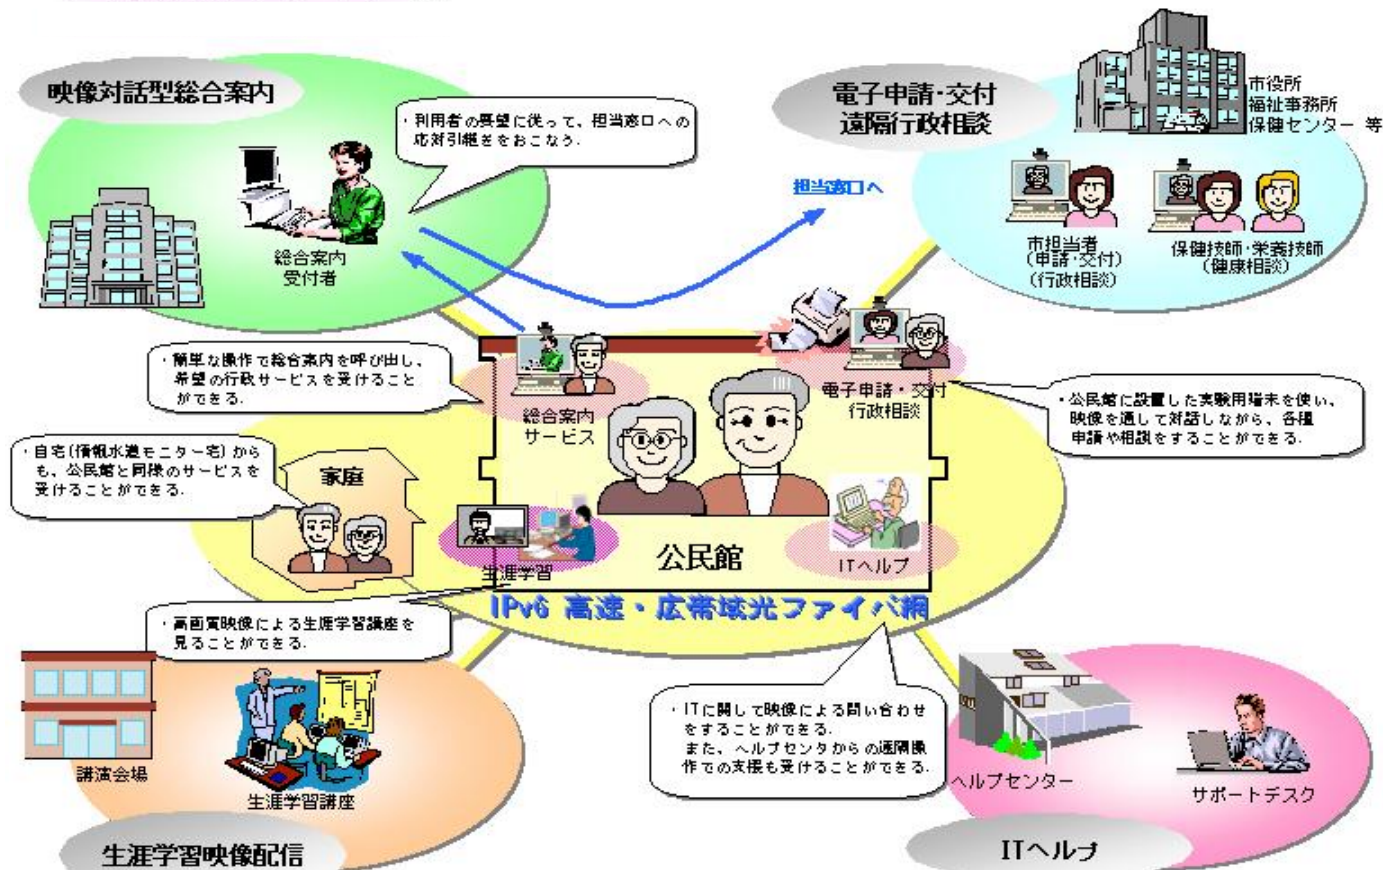 映像対話型総合案内
・利用者の要望に従って、担当窓口への
応対引継ぎをおこなう.
総合案内
受付者
電子申請・交付
遠隔行政相談
市役所
福祉事務所
保健センター 等
担当窓口へ
市担当者
(申請・交付)
(行政相談)
保健技師・栄養技師
(健康相談)
・簡単な操作で総合案内を呼び出し、
希望の行政サービスを受けること
ができる.
総合案内
サービス
電子申請・交付
行政相談
・公民館に設置した実験用端末を使い、
映像を通して対話しながら、各種
申請や相談をすることができる.
・自宅(情報水道モニター宅)から
も、公民館と同様のサービスを
受けることができる.
家庭
生涯学習
公民館
ITヘルプ
IPv6 高速・広帯域光ファイバ網
・高画質映像による生涯学習講座を
見ることができる.
講演会場
生涯学習講座
生涯学習映像配信
・ITに関して映像による問い合わせ
をすることができる.
また、ヘルプセンタからの遠隔操
作での支援も受けることができる.
ヘルプセンター
サポートデスク
ITヘルプ